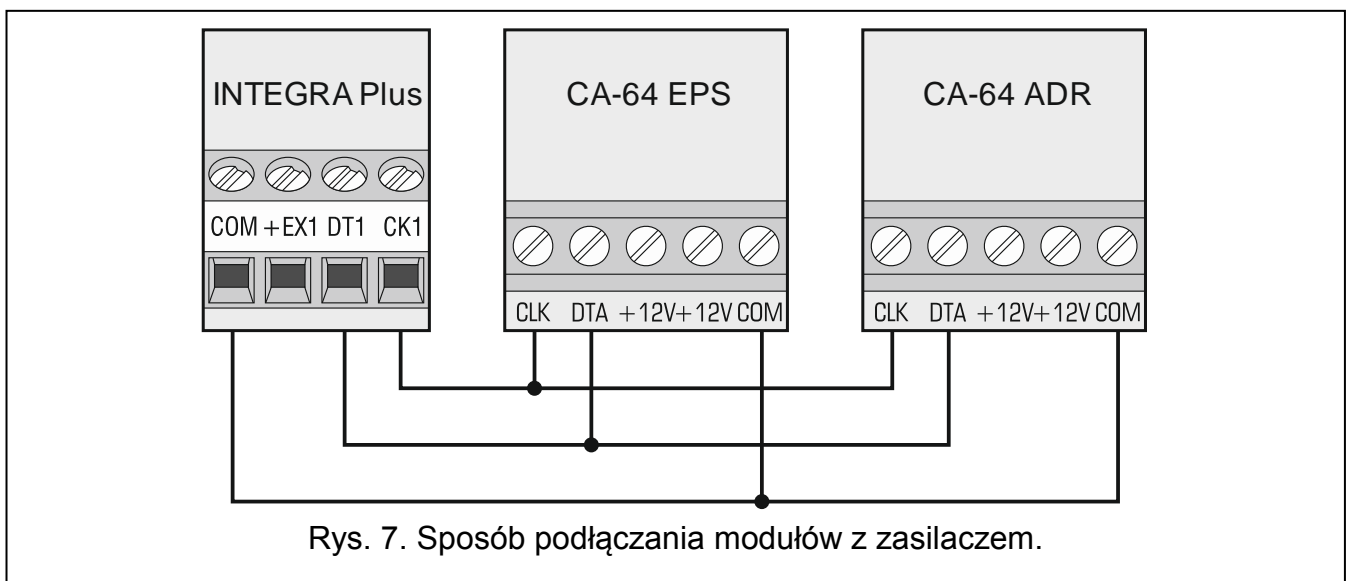 INTEGRA Plus
CA-64 EPS
CA-64 ADR
COM +EX1 DT1 CK1
CLK DTA +12V+12V COM
CLK DTA +12V+12V COM
Rys. 7. Sposób podłączania modułów z zasilaczem.